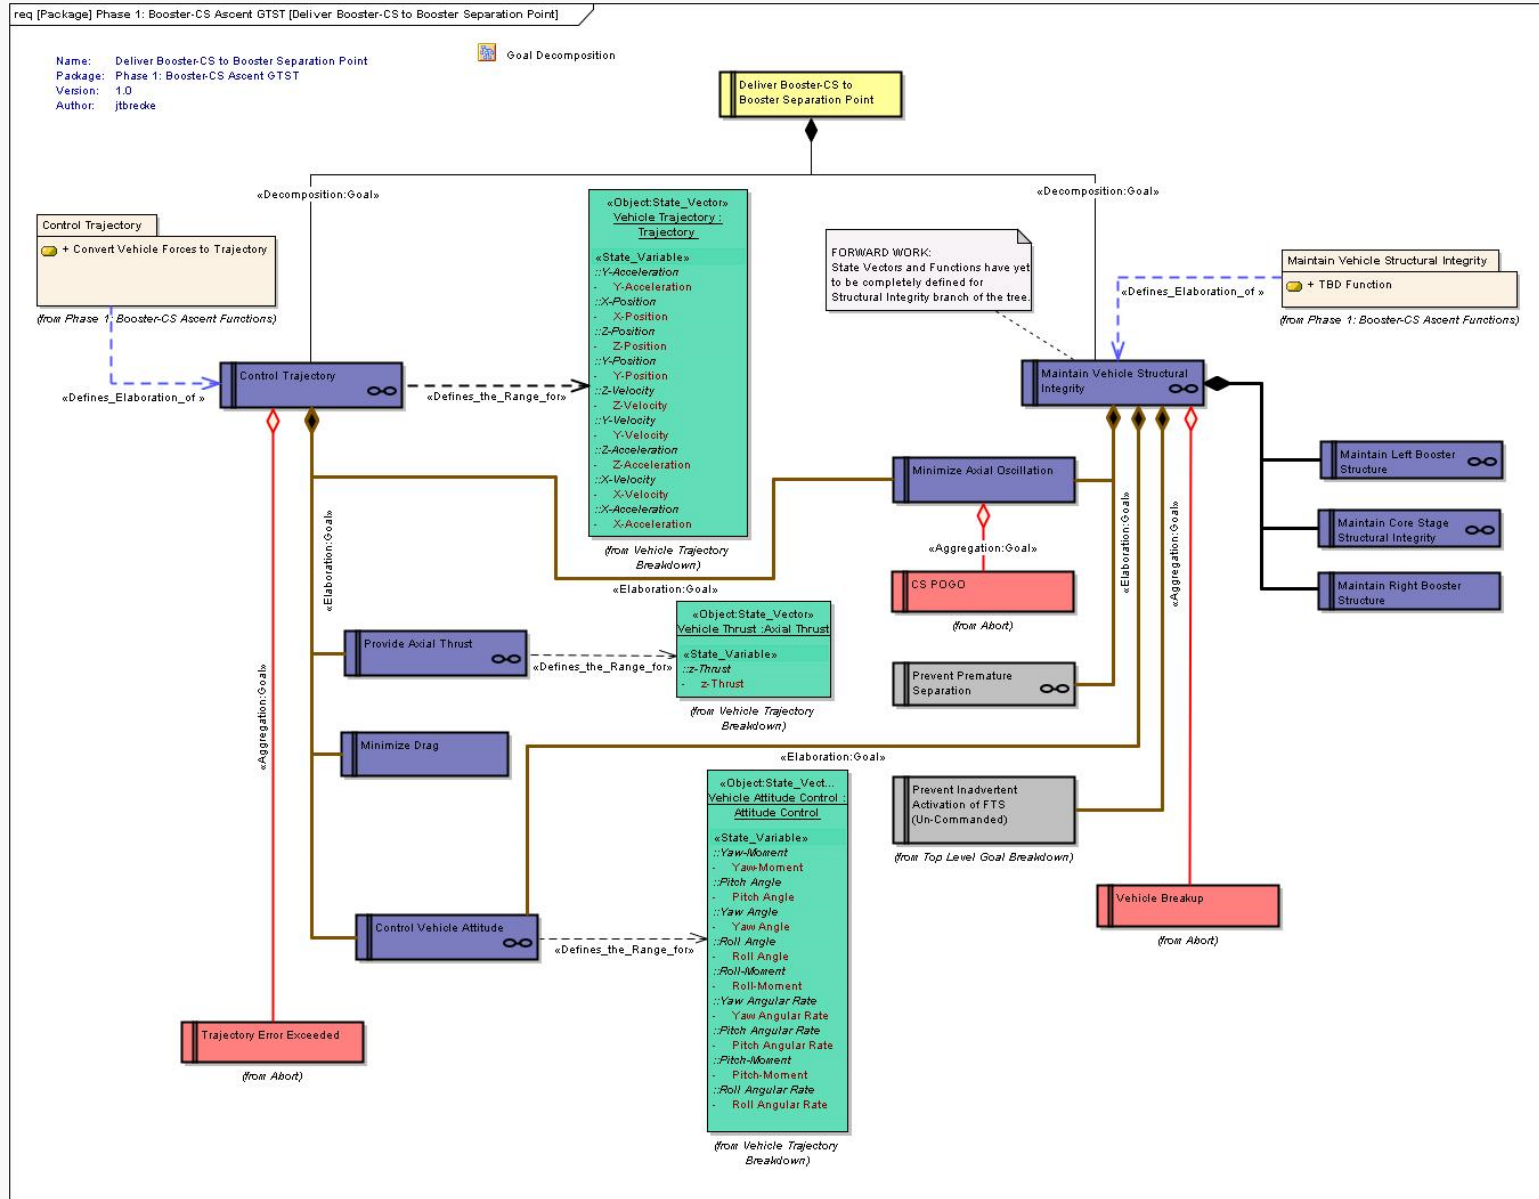 req [Package] Phase 1: Booster-CS Ascent GTST [Deliver Booster-CS to Booster Separation Point]
Name: Deliver Booster-CS to Booster Separation Point
Package: Phase 1: Booster-CS Ascent GTST
Version: 1.0
Author: jtbrecke
Goal Decomposition
Deliver Booster-CS to
Booster Separation Point
«Decomposition:Goal»
«Decomposition:Goal»
Control Trajectory
+ Convert Vehicle Forces to Trajectory
(from Phase 1: Booster-CS Ascent Functions)
«Defines_Elaboration_of »
Control Trajectory
«Defines_the_Range_for»
«Object:State_Vector»
Vehicle Trajectory :
Trajectory
«State_Variable»
::Y-Acceleration
- Y-Acceleration
::X-Position
- X-Position
::Z-Position
- Z-Position
::Y-Position
- Y-Position
::Z-Velocity
- Z-Velocity
::Y-Velocity
- Y-Velocity
::Z-Acceleration
- Z-Acceleration
::X-Velocity
- X-Velocity
::X-Acceleration
- X-Acceleration
(from Vehicle Trajectory
Breakdown)
FORWARD WORK:
State Vectors and Functions have yet
to be completely defined for
Structural Integrity branch of the tree.
Maintain Vehicle Structural Integrity
+ TBD Function
(from Phase 1: Booster-CS Ascent Functions)
«Defines_Elaboration_of »
Maintain Vehicle Structural
Integrity
Maintain Left Booster
Structure
Maintain Core Stage
Structural Integrity
Maintain Right Booster
Structure
Minimize Axial Oscillation
«Aggregation:Goal»
CS POGO
(from Abort)
«Elaboration:Goal»
«Elaboration:Goal»
«Aggregation:Goal»
«Elaboration:Goal»
«Elaboration:Goal»
«Aggregation:Goal»
Provide Axial Thrust
«Defines_the_Range_for»
«Object:State_Vector»
Vehicle Thrust :Axial Thrust
«State_Variable»
::z-Thrust
- z-Thrust
(from Vehicle Trajectory
Breakdown)
Prevent Premature
Separation
Minimize Drag
Prevent Inadvertent
Activation of FTS
(Un-Commanded)
(from Top Level Goal Breakdown)
Vehicle Breakup
(from Abort)
Control Vehicle Attitude
«Defines_the_Range_for»
«Object:State_Vect...
Vehicle Attitude Control :
Attitude Control
«State_Variable»
::Yaw-Moment
- Yaw-Moment
::Pitch Angle
- Pitch Angle
::Yaw Angle
- Yaw Angle
::Roll Angle
- Roll Angle
::Roll-Moment
- Roll-Moment
::Yaw Angular Rate
- Yaw Angular Rate
::Pitch Angular Rate
- Pitch Angular Rate
::Pitch-Moment
- Pitch-Moment
::Roll Angular Rate
- Roll Angular Rate
(from Vehicle Trajectory
Breakdown)
Trajectory Error Exceeded
(from Abort)